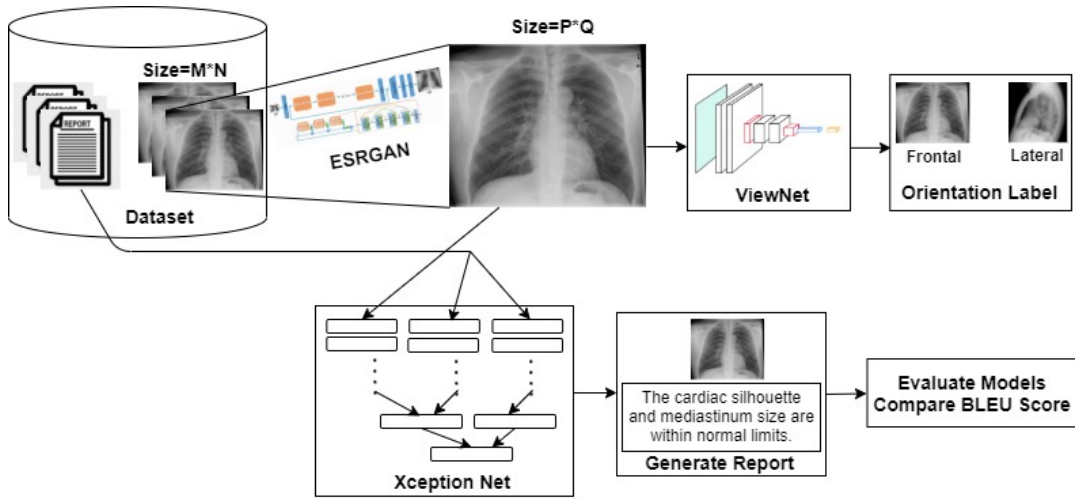 Size=M*N
REPORT
Dataset
ESRGAN
Size=P*Q
ViewNet
Frontal
Lateral
Orientation Label
Xception Net
The cardiac silhouette
and mediastinum size are
within normal limits.
Generate Report
Evaluate Models
Compare BLEU Score